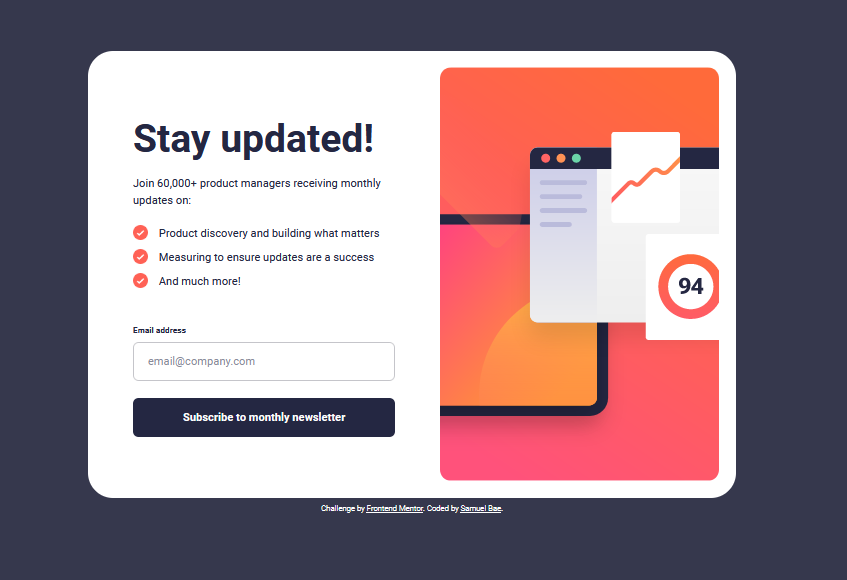 Stay updated!
Join 60,000+ product managers receiving monthly
updates on:
Product discovery and building what matters
Measuring to ensure updates are a success
And much more!
Email address
email@company.com
Subscribe to monthly newsletter
94
Challenge by Frontend Mentor. Coded by Samuel Bae.